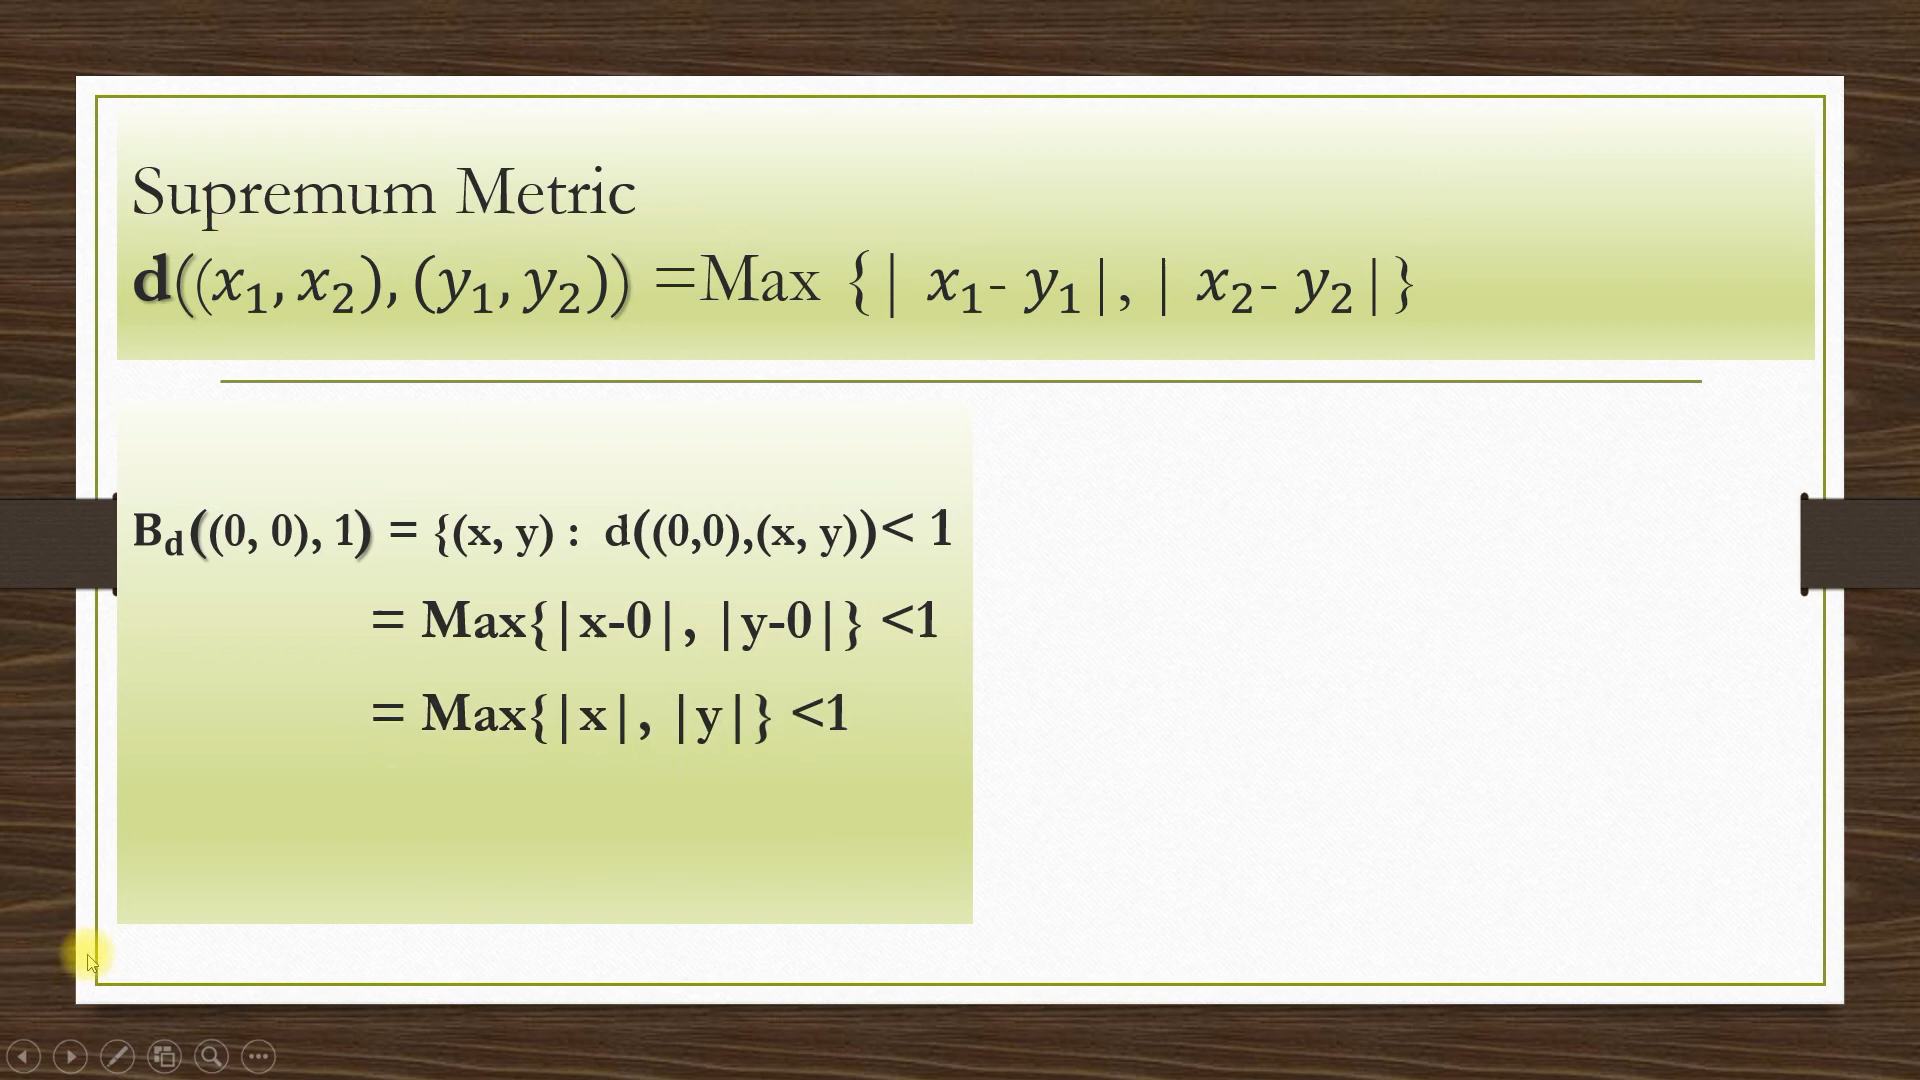 Supremum Metric
d((x₁, x₂), (y₁, y₂)) =Max {| x₁- y₁|, | x₂- y₂|}
B_d((0, 0), 1) = {(x, y) : d((0,0),(x, y))< 1
= Max{|x-0|, |y-0|} <1
= Max{|x|, |y|} <1